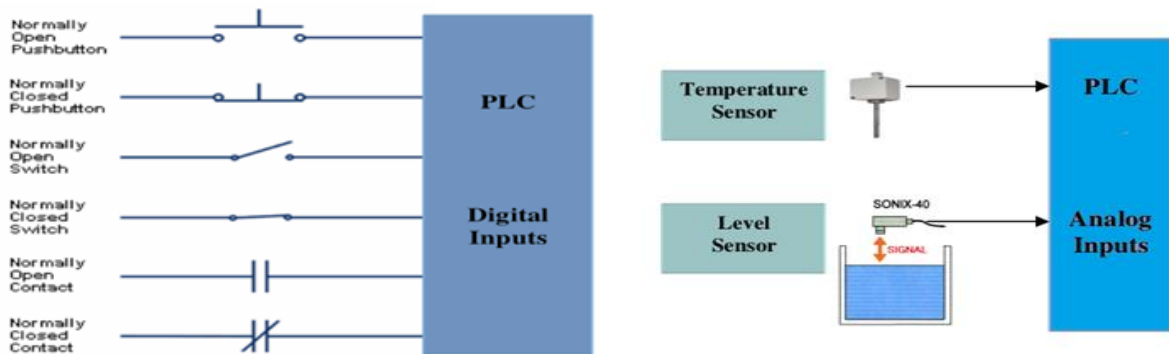 Normally
Open
Pushbutton
Normally
Closed
Pushbutton
Normally
Open
Switch
Normally
Closed
Switch
Normally
Open
Contact
Normally
Closed
Contact
PLC
Digital
Inputs
Temperature
Sensor
Level
Sensor
SONIX-40
SIGNAL
PLC
Analog
Inputs